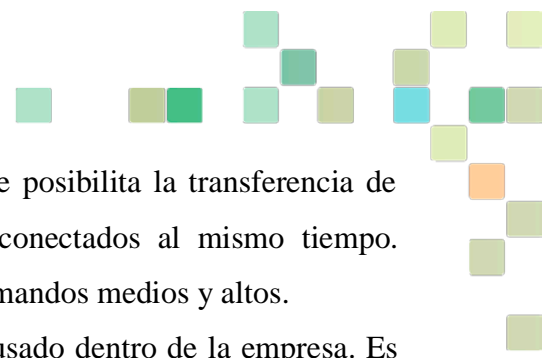 e posibilita la transferencia de
conectados al mismo tiempo.
mandos medios y altos.
usado dentro de la empresa. Es